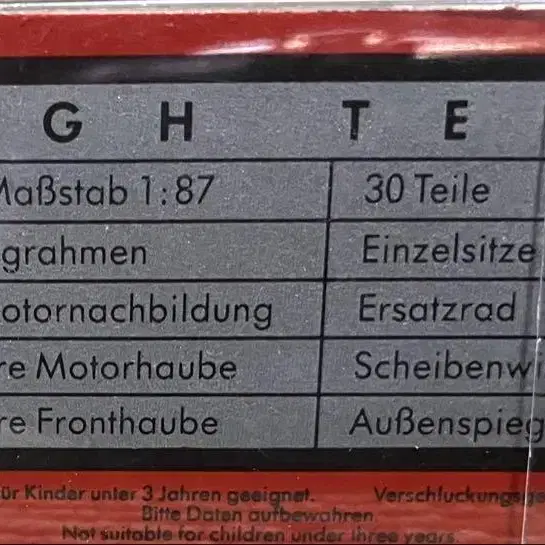 G H T E
Maßstab 1:87 30 Teile
grahmen Einzelsitze
otornachbildung Ersatzrad
re Motorhaube Scheibenwi
re Fronthaube Außenspieg
ür Kinder unter 3 Jahren geeignet. Verschluckungsge
Bitte Daten aufbewahren
Not suitable for children under three years.